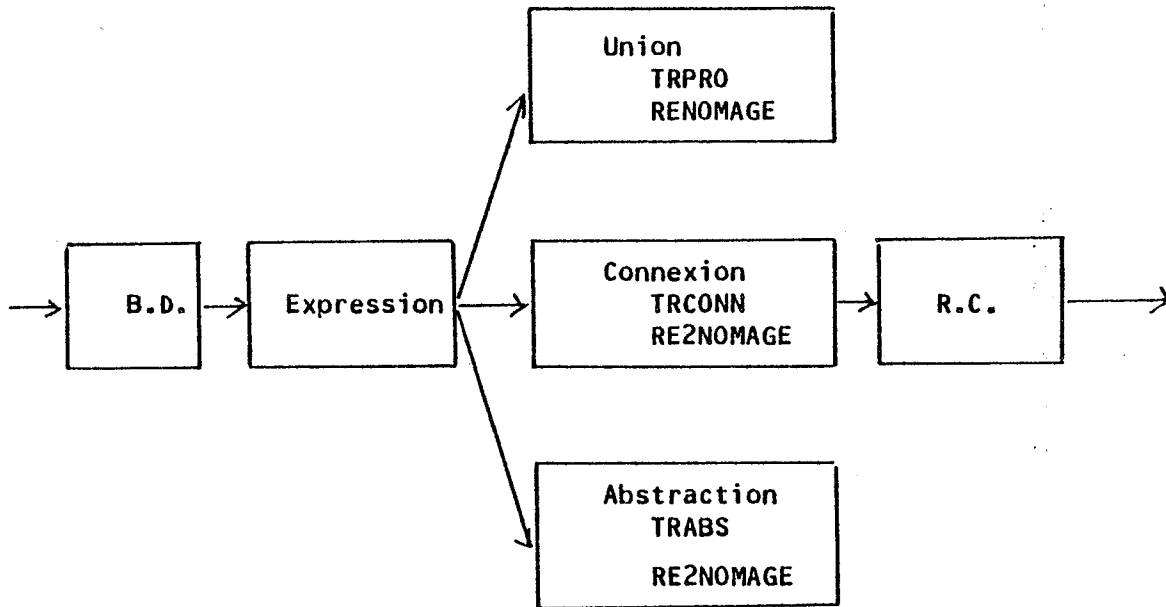 Union
TRPRO
RENOMAGE
B.D.
Expression
Connexion
TRCONN
RE2NOMAGE
R.C.
Abstraction
TRABS
RE2NOMAGE